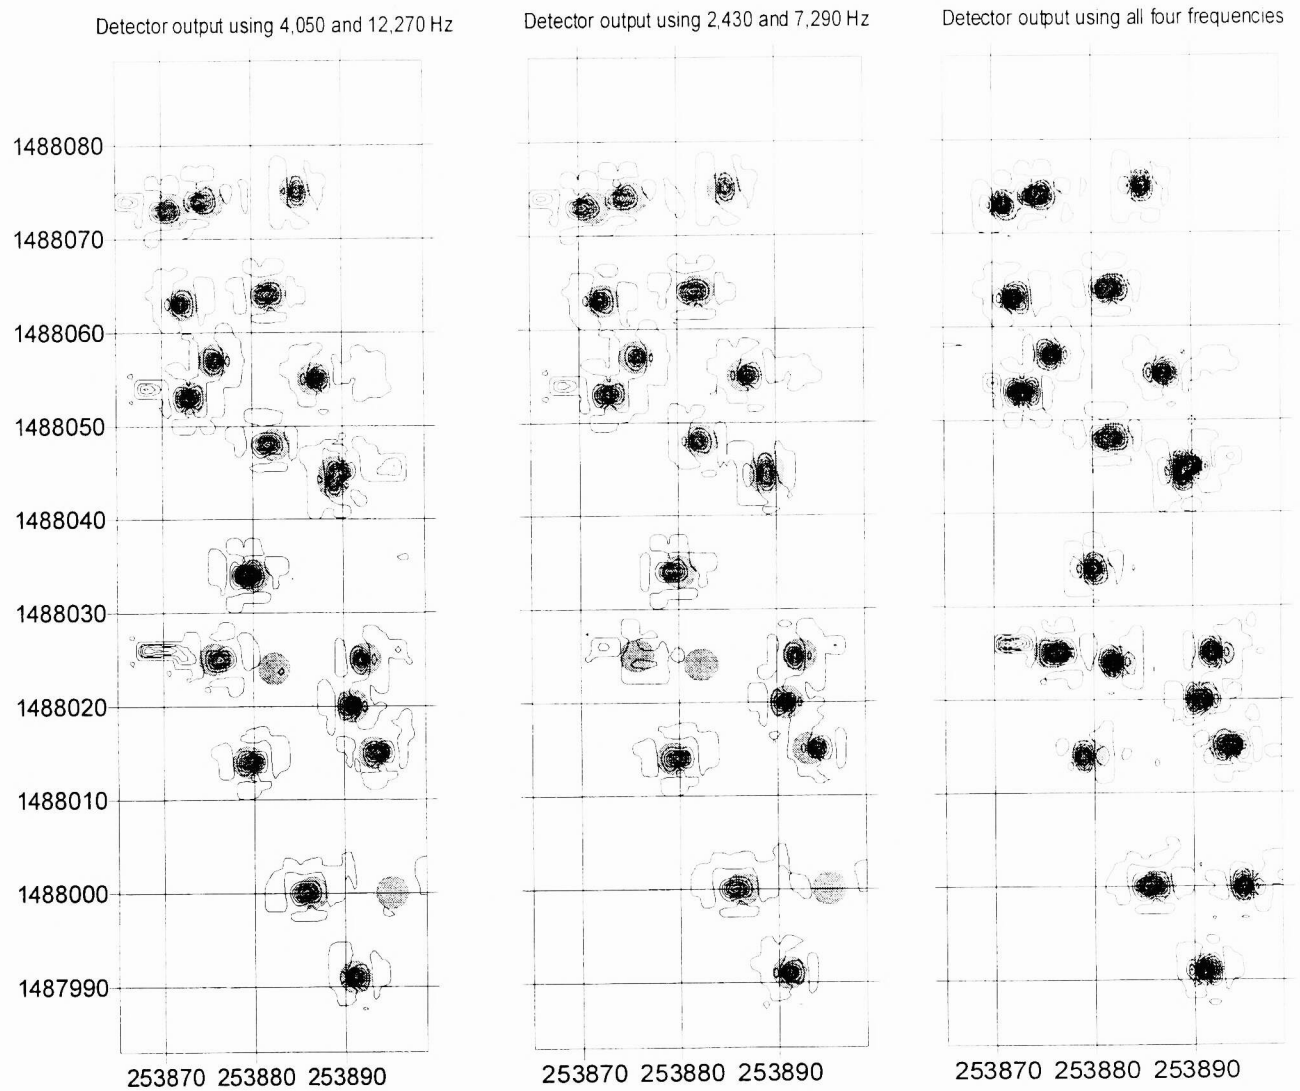 Detector output using 4,050 and 12,270 Hz
Detector output using 2,430 and 7,290 Hz
Detector output using all four frequencies
1488080
1488070
1488060
1488050
1488040
1488030
1488020
1488010
1488000
1487990
253870 253880 253890
253870 253880 253890
253870 253880 253890